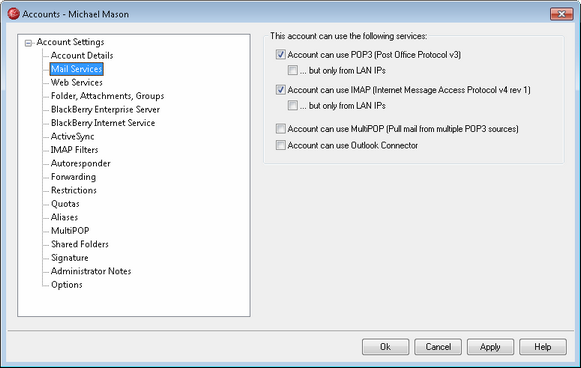 Accounts - Michael Mason
Account Settings
Account Details
Mail Services
Web Services
Folder, Attachments, Groups
BlackBerry Enterprise Server
BlackBerry Internet Service
ActiveSync
IMAP Filters
Autoresponder
Forwarding
Restrictions
Quotas
Aliases
MultiPOP
Shared Folders
Signature
Administrator Notes
Options
This account can use the following services:
Account can use POP3 (Post Office Protocol v3)
... but only from LAN IPs
Account can use IMAP (Internet Message Access Protocol v4 rev 1)
... but only from LAN IPs
Account can use MultiPOP (Pull mail from multiple POP3 sources)
Account can use Outlook Connector
Ok
Cancel
Apply
Help